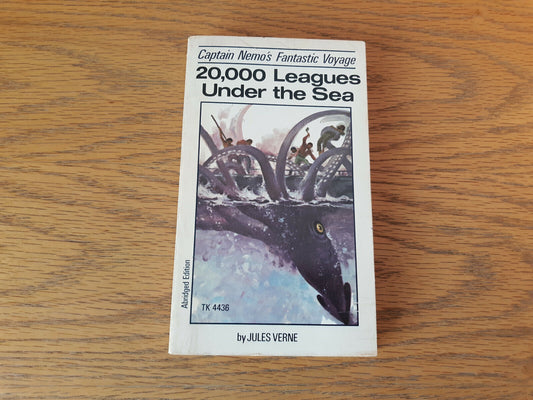 Captain Nemo's Fantastic Voyage
20,000 Leagues
Under the Sea
Abridged Edition
TK 4436
by JULES VERNE